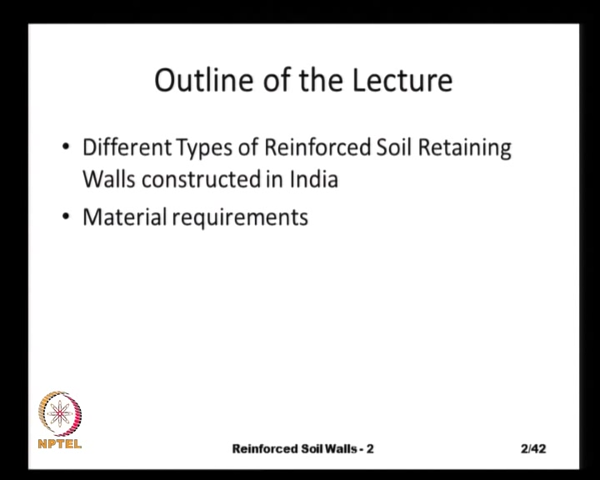 Outline of the Lecture
• Different Types of Reinforced Soil Retaining
Walls constructed in India
• Material requirements
NPTEL
Reinforced Soil Walls - 2
2/42